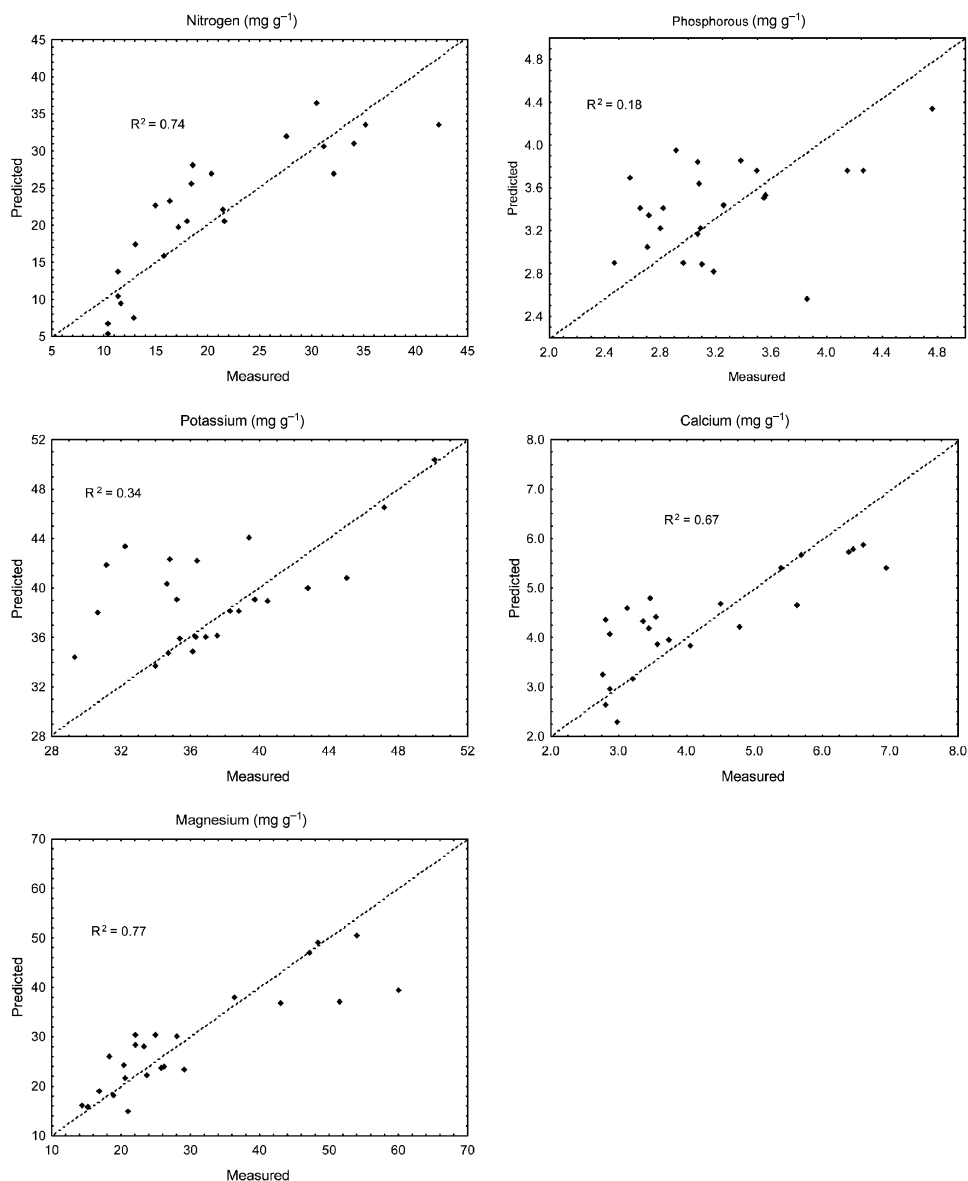 Nitrogen (mg g⁻¹)
45
40
35
30
25
20
15
10
5
R² = 0.74
Predicted
5 10 15 20 25 31 35 40 45
Measured
Phosphorous (mg g⁻¹)
4.8
4.4
4.0
3.6
3.2
2.8
2.4
R² = 0.18
Predicted
2.0 2.4 2.8 3.2 3.6 4.0 4.4 4.8
Measured
Potassium (mg g⁻¹)
52
48
44
40
36
32
28
R² = 0.34
Predicted
28 32 36 40 44 48 52
Measured
Calcium (mg g⁻¹)
8.0
7.0
6.0
5.0
4.0
3.0
2.0
R² = 0.67
Predicted
2.0 3.0 4.0 5.0 6.0 7.0 8.0
Measured
Magnesium (mg g⁻¹)
70
60
50
40
30
20
10
R² = 0.77
Predicted
10 20 30 40 50 60 70
Measured